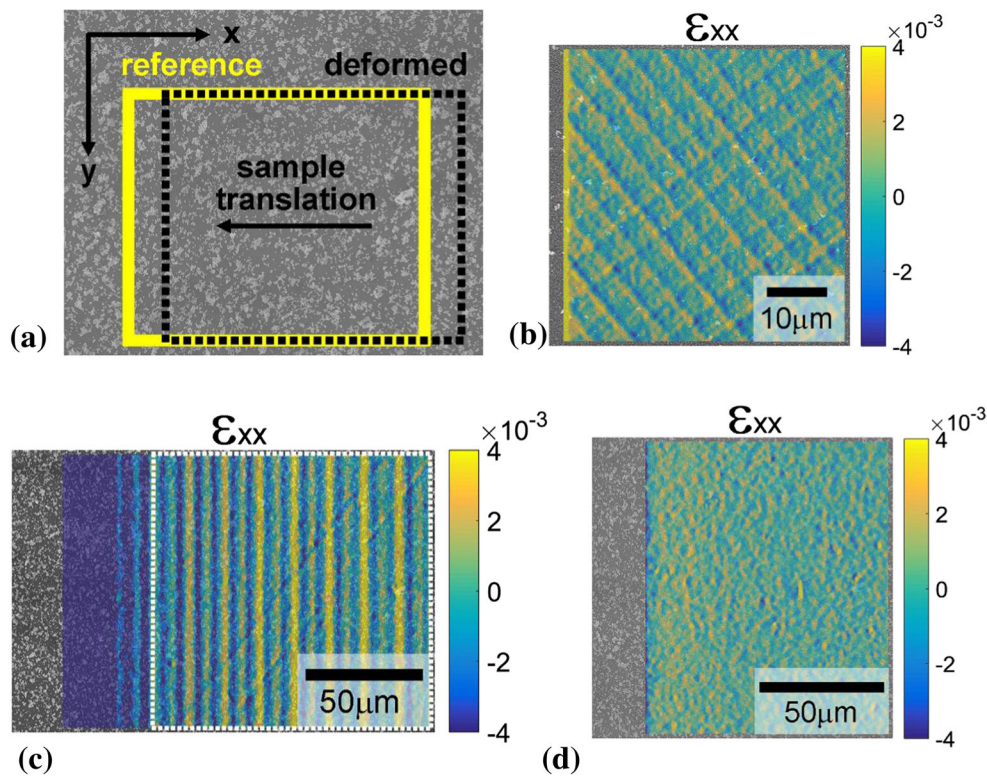 x
reference deformed
y
sample
translation
(a)
εxx
×10⁻³
4
2
0
-2
-4
10μm
(b)
εxx
×10⁻³
4
2
0
-2
-4
50μm
(c)
εxx
×10⁻³
4
2
0
-2
-4
50μm
(d)